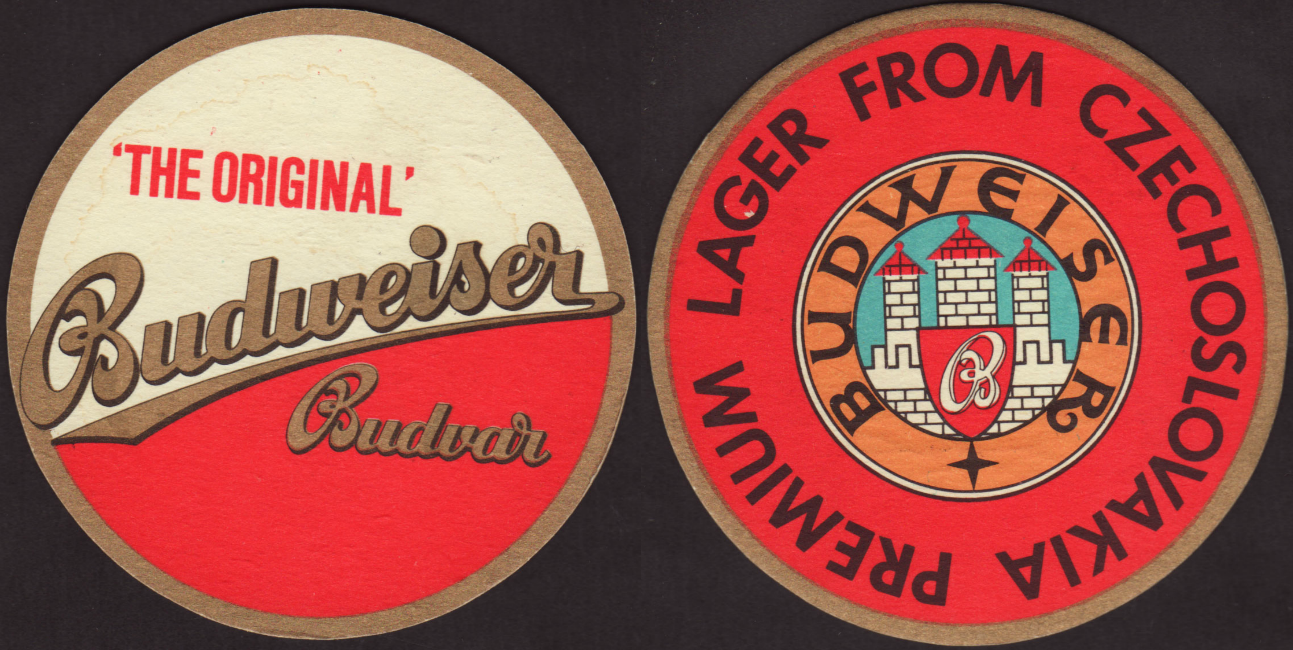 'THE ORIGINAL'
Budweiser
Budvar
PREMIUM LAGER FROM CZECHOSLOVAKIA
BUDWEISER
B